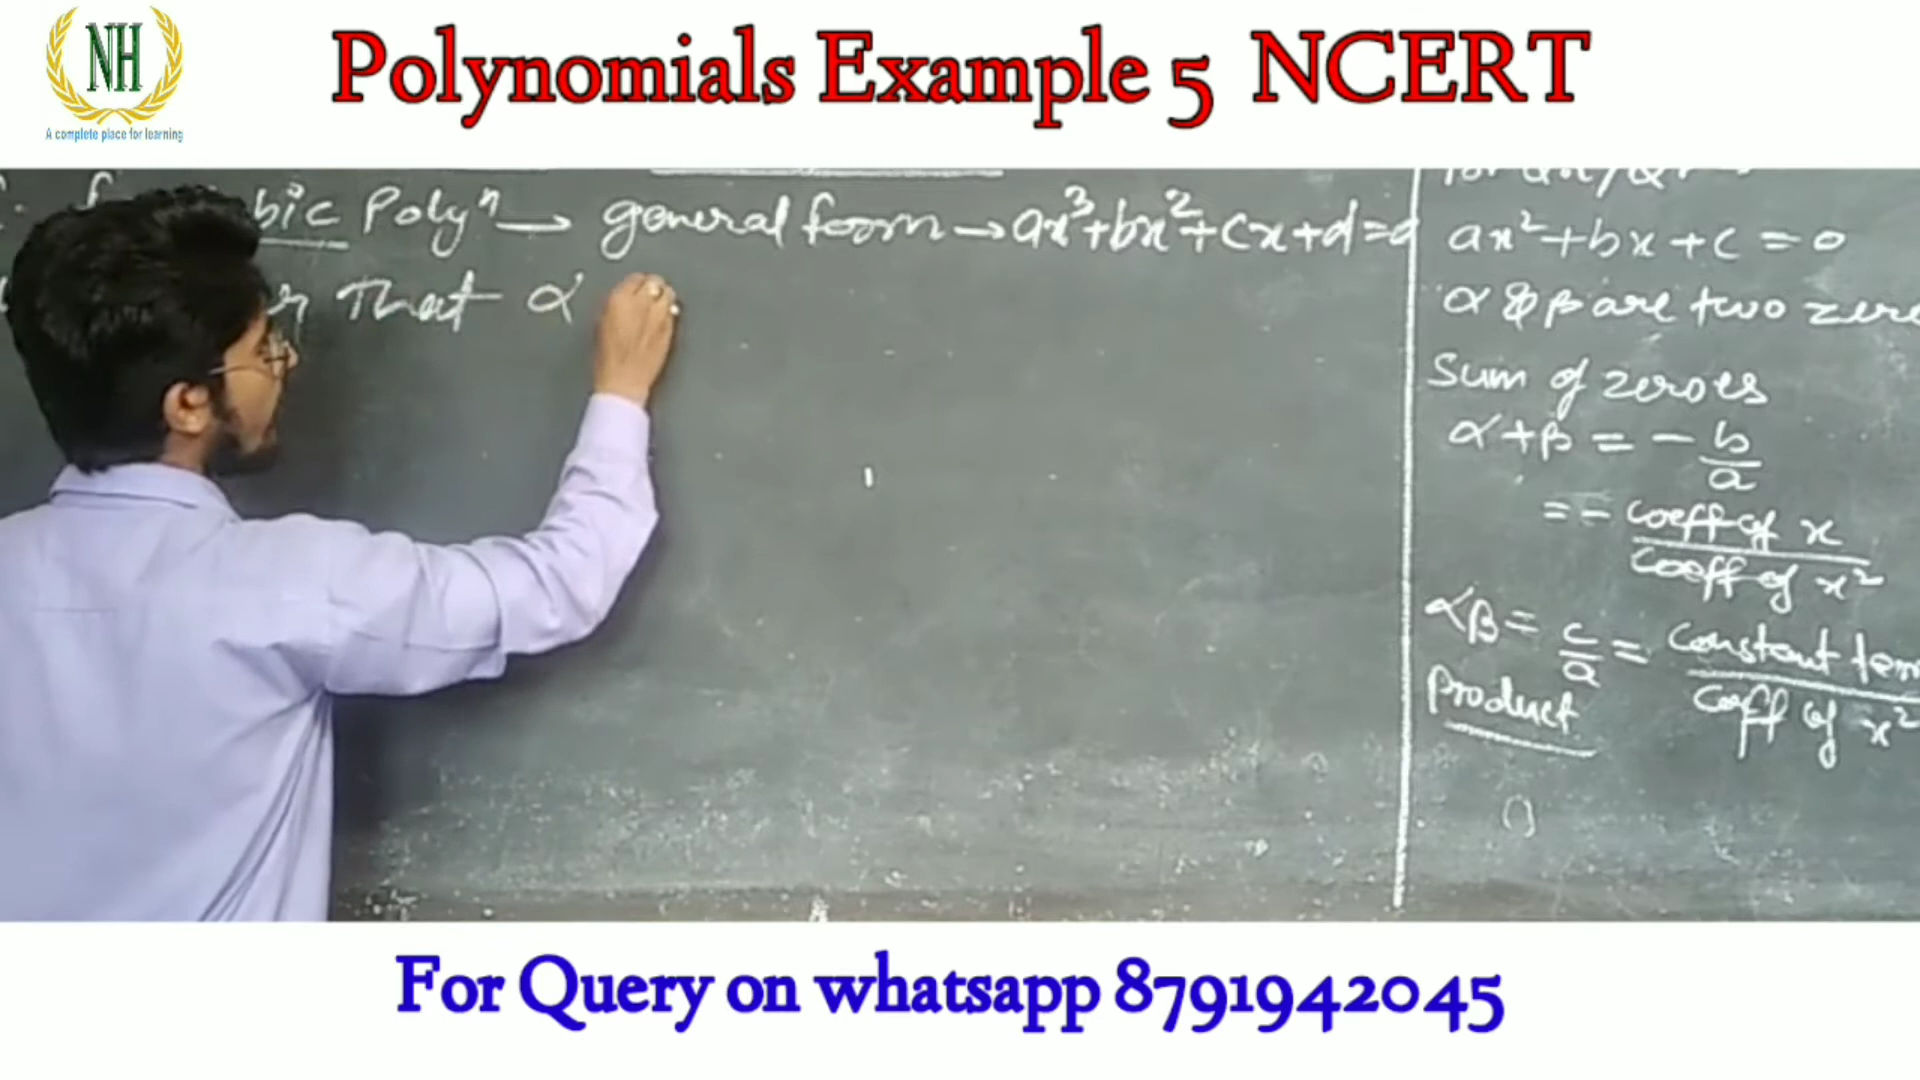 NH
A complete place for learning
Polynomials Example 5 NCERT
bic Polyⁿ → general form → ax³+bx²+cx+d=0
That α
ax²+bx+c=0
α & β are two zeroe
Sum of zeroes
α+β = - b/a
= - coeff of x / coeff of x²
αβ = c/a = constant term / coeff of x²
Product
For Query on whatsapp 8791942045